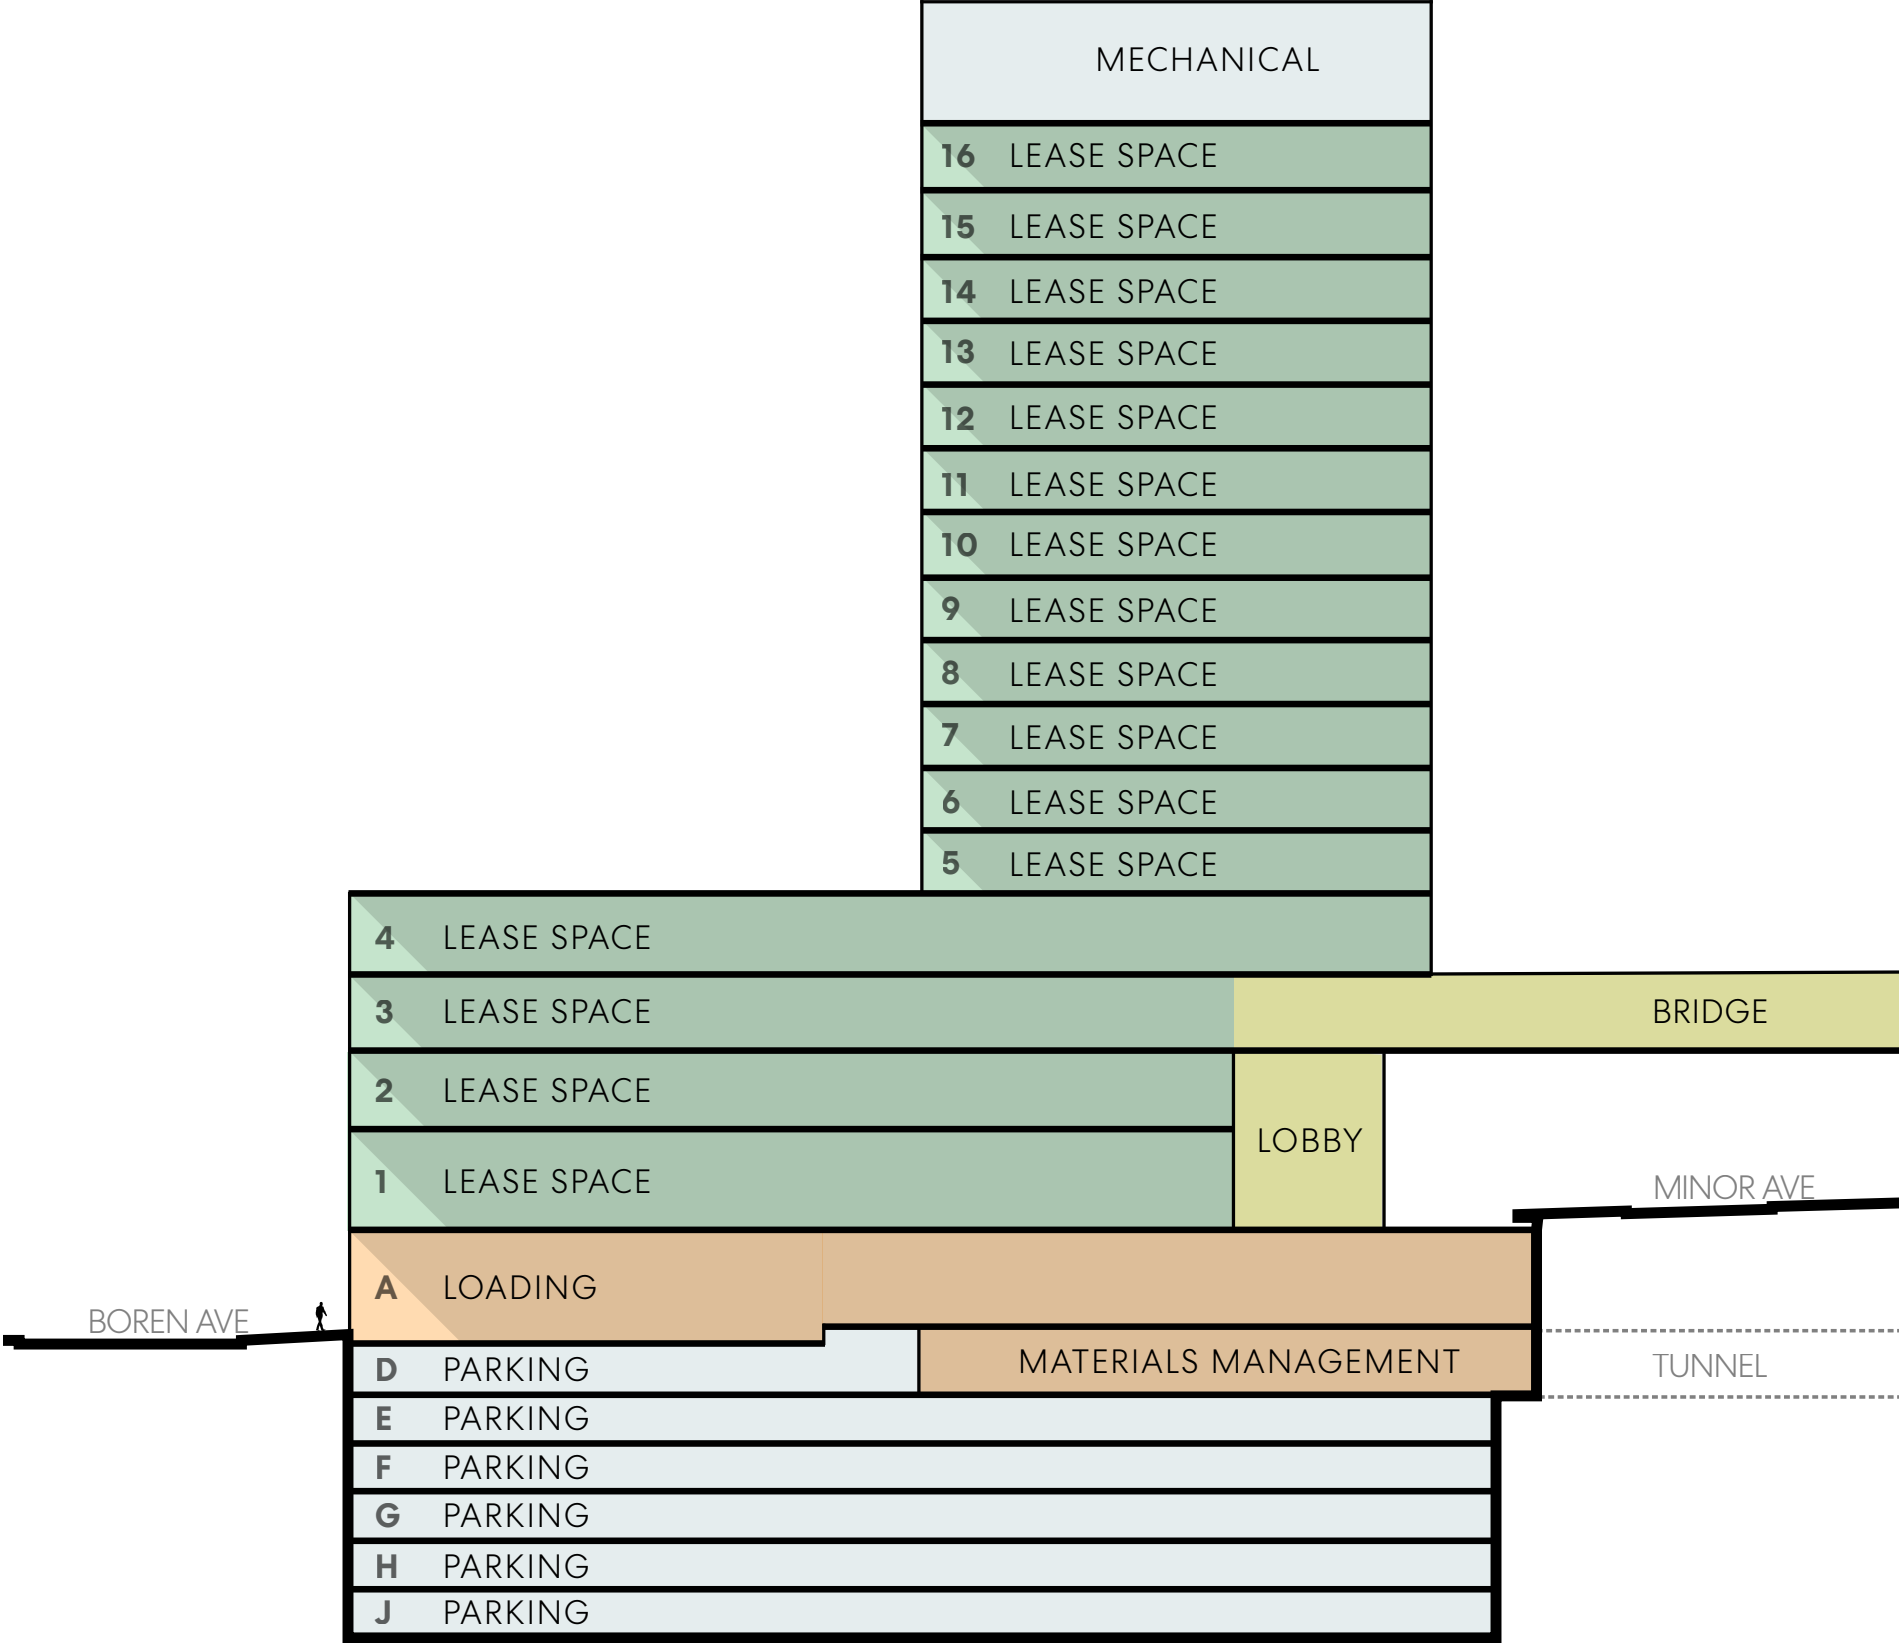 MECHANICAL
16 LEASE SPACE
15 LEASE SPACE
14 LEASE SPACE
13 LEASE SPACE
12 LEASE SPACE
11 LEASE SPACE
10 LEASE SPACE
9 LEASE SPACE
8 LEASE SPACE
7 LEASE SPACE
6 LEASE SPACE
5 LEASE SPACE
4 LEASE SPACE
3 LEASE SPACE
BRIDGE
2 LEASE SPACE
LOBBY
1 LEASE SPACE
MINOR AVE
A LOADING
BOREN AVE
D PARKING
MATERIALS MANAGEMENT
TUNNEL
E PARKING
F PARKING
G PARKING
H PARKING
J PARKING